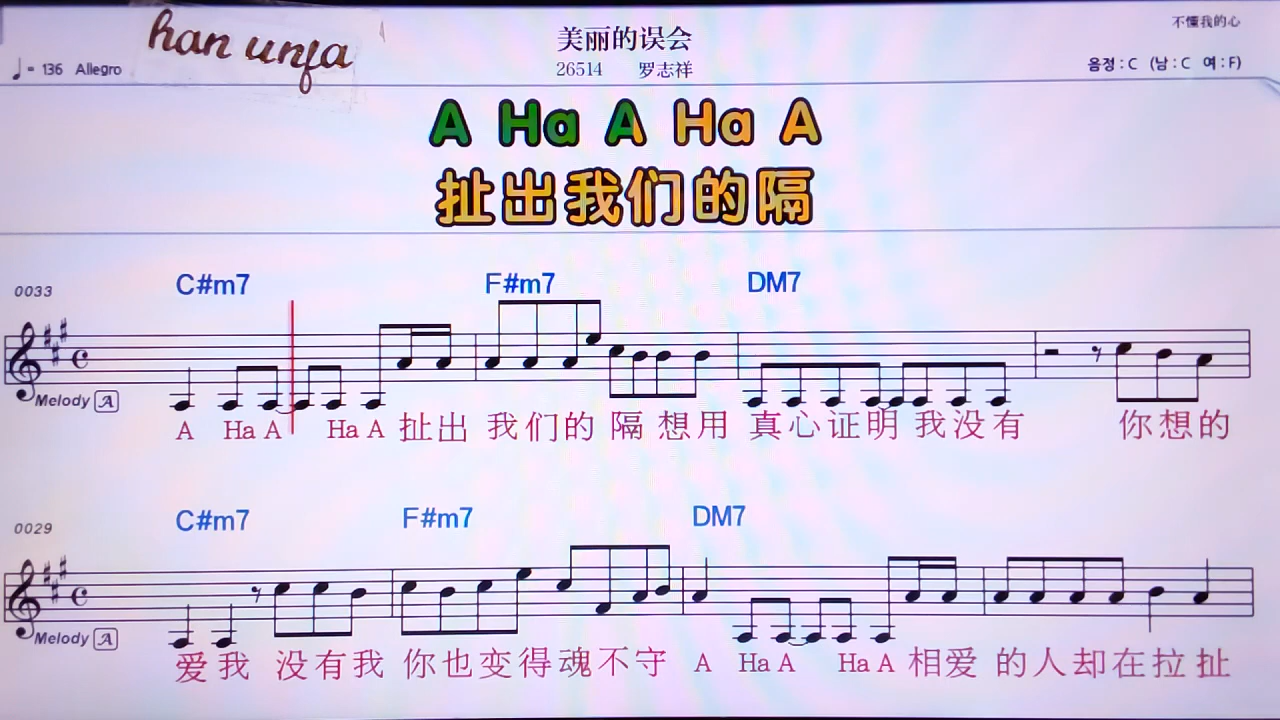 han unfa
美丽的误会
不懂我的心
♩= 136 Allegro
26514 罗志祥
음정 : C (남 : C 여 : F)
A Ha A Ha A
扯出我们的隔
0033
C#m7 F#m7 DM7
Melody A
A Ha A Ha A 扯出 我们的 隔 想用 真心证明 我没有 你想的
0029
C#m7 F#m7 DM7
Melody A
爱我 没有我 你也变得魂不守 A Ha A Ha A 相爱 的人却在拉扯